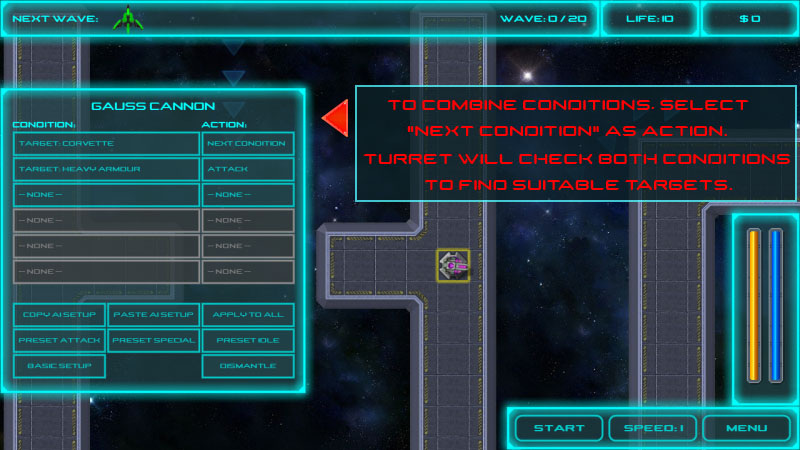 NEXT WAVE:
WAVE: 0 / 20
LIFE: 10
$ 0
GAUSS CANNON
CONDITION: ACTION:
TARGET: CORVETTE NEXT CONDITION
TARGET: HEAVY ARMOUR ATTACK
-- NONE -- -- NONE --
-- NONE -- -- NONE --
-- NONE -- -- NONE --
-- NONE -- -- NONE --
COPY AI SETUP PASTE AI SETUP APPLY TO ALL
PRESET ATTACK PRESET SPECIAL PRESET IDLE
BASIC SETUP DISMANTLE
TO COMBINE CONDITIONS. SELECT
"NEXT CONDITION" AS ACTION.
TURRET WILL CHECK BOTH CONDITIONS
TO FIND SUITABLE TARGETS.
START SPEED: 1 MENU